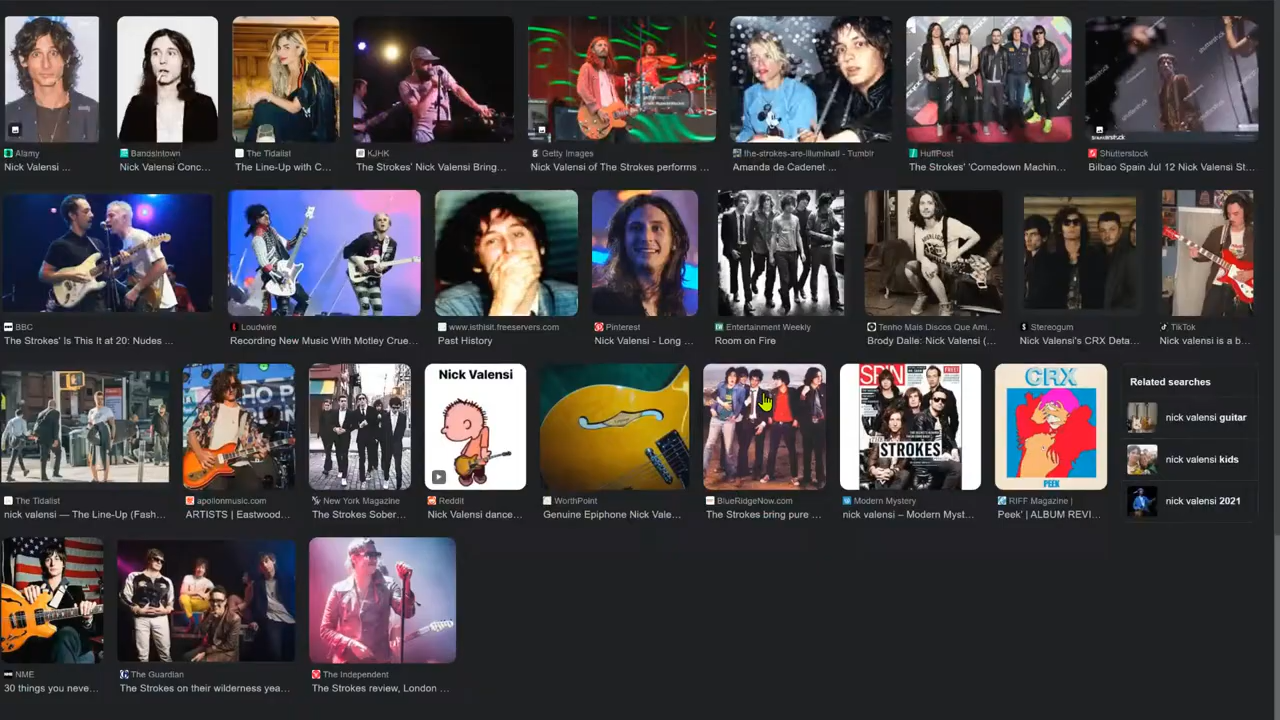 Alamy
Nick Valensi ...
Bandsintown
Nick Valensi Conc...
The Tidalist
The Line-Up with C...
KJHK
The Strokes' Nick Valensi Bring...
Getty Images
Nick Valensi of The Strokes performs ...
the-strokes-are-illuminati - Tumblr
Amanda de Cadenet ...
HuffPost
The Strokes' 'Comedown Machin...
shutterstock
Shutterstock
Bilbao Spain Jul 12 Nick Valensi St...
BBC
The Strokes' Is This It at 20: Nudes ...
Loudwire
Recording New Music With Motley Crue...
www.isthisit.freeservers.com
Past History
Pinterest
Nick Valensi - Long ...
Entertainment Weekly
Room on Fire
Tenho Mais Discos Que Ami...
Brody Dalle: Nick Valensi (...
Stereogum
Nick Valensi's CRX Deta...
TikTok
Nick valensi is a b...
The Tidalist
nick valensi — The Line-Up (Fash...
apollonmusic.com
ARTISTS | Eastwood...
New York Magazine
The Strokes Sober...
Nick Valensi
Reddit
Nick Valensi dance...
WorthPoint
Genuine Epiphone Nick Vale...
BlueRidgeNow.com
The Strokes bring pure ...
SPIN
FREE!
STROKES
Modern Mystery
nick valensi – Modern Myst...
CRX
PEEK
RIFF Magazine |
Peek' | ALBUM REVI...
Related searches
nick valensi guitar
nick valensi kids
nick valensi 2021
NME
30 things you neve...
The Guardian
The Strokes on their wilderness yea...
The Independent
The Strokes review, London ...